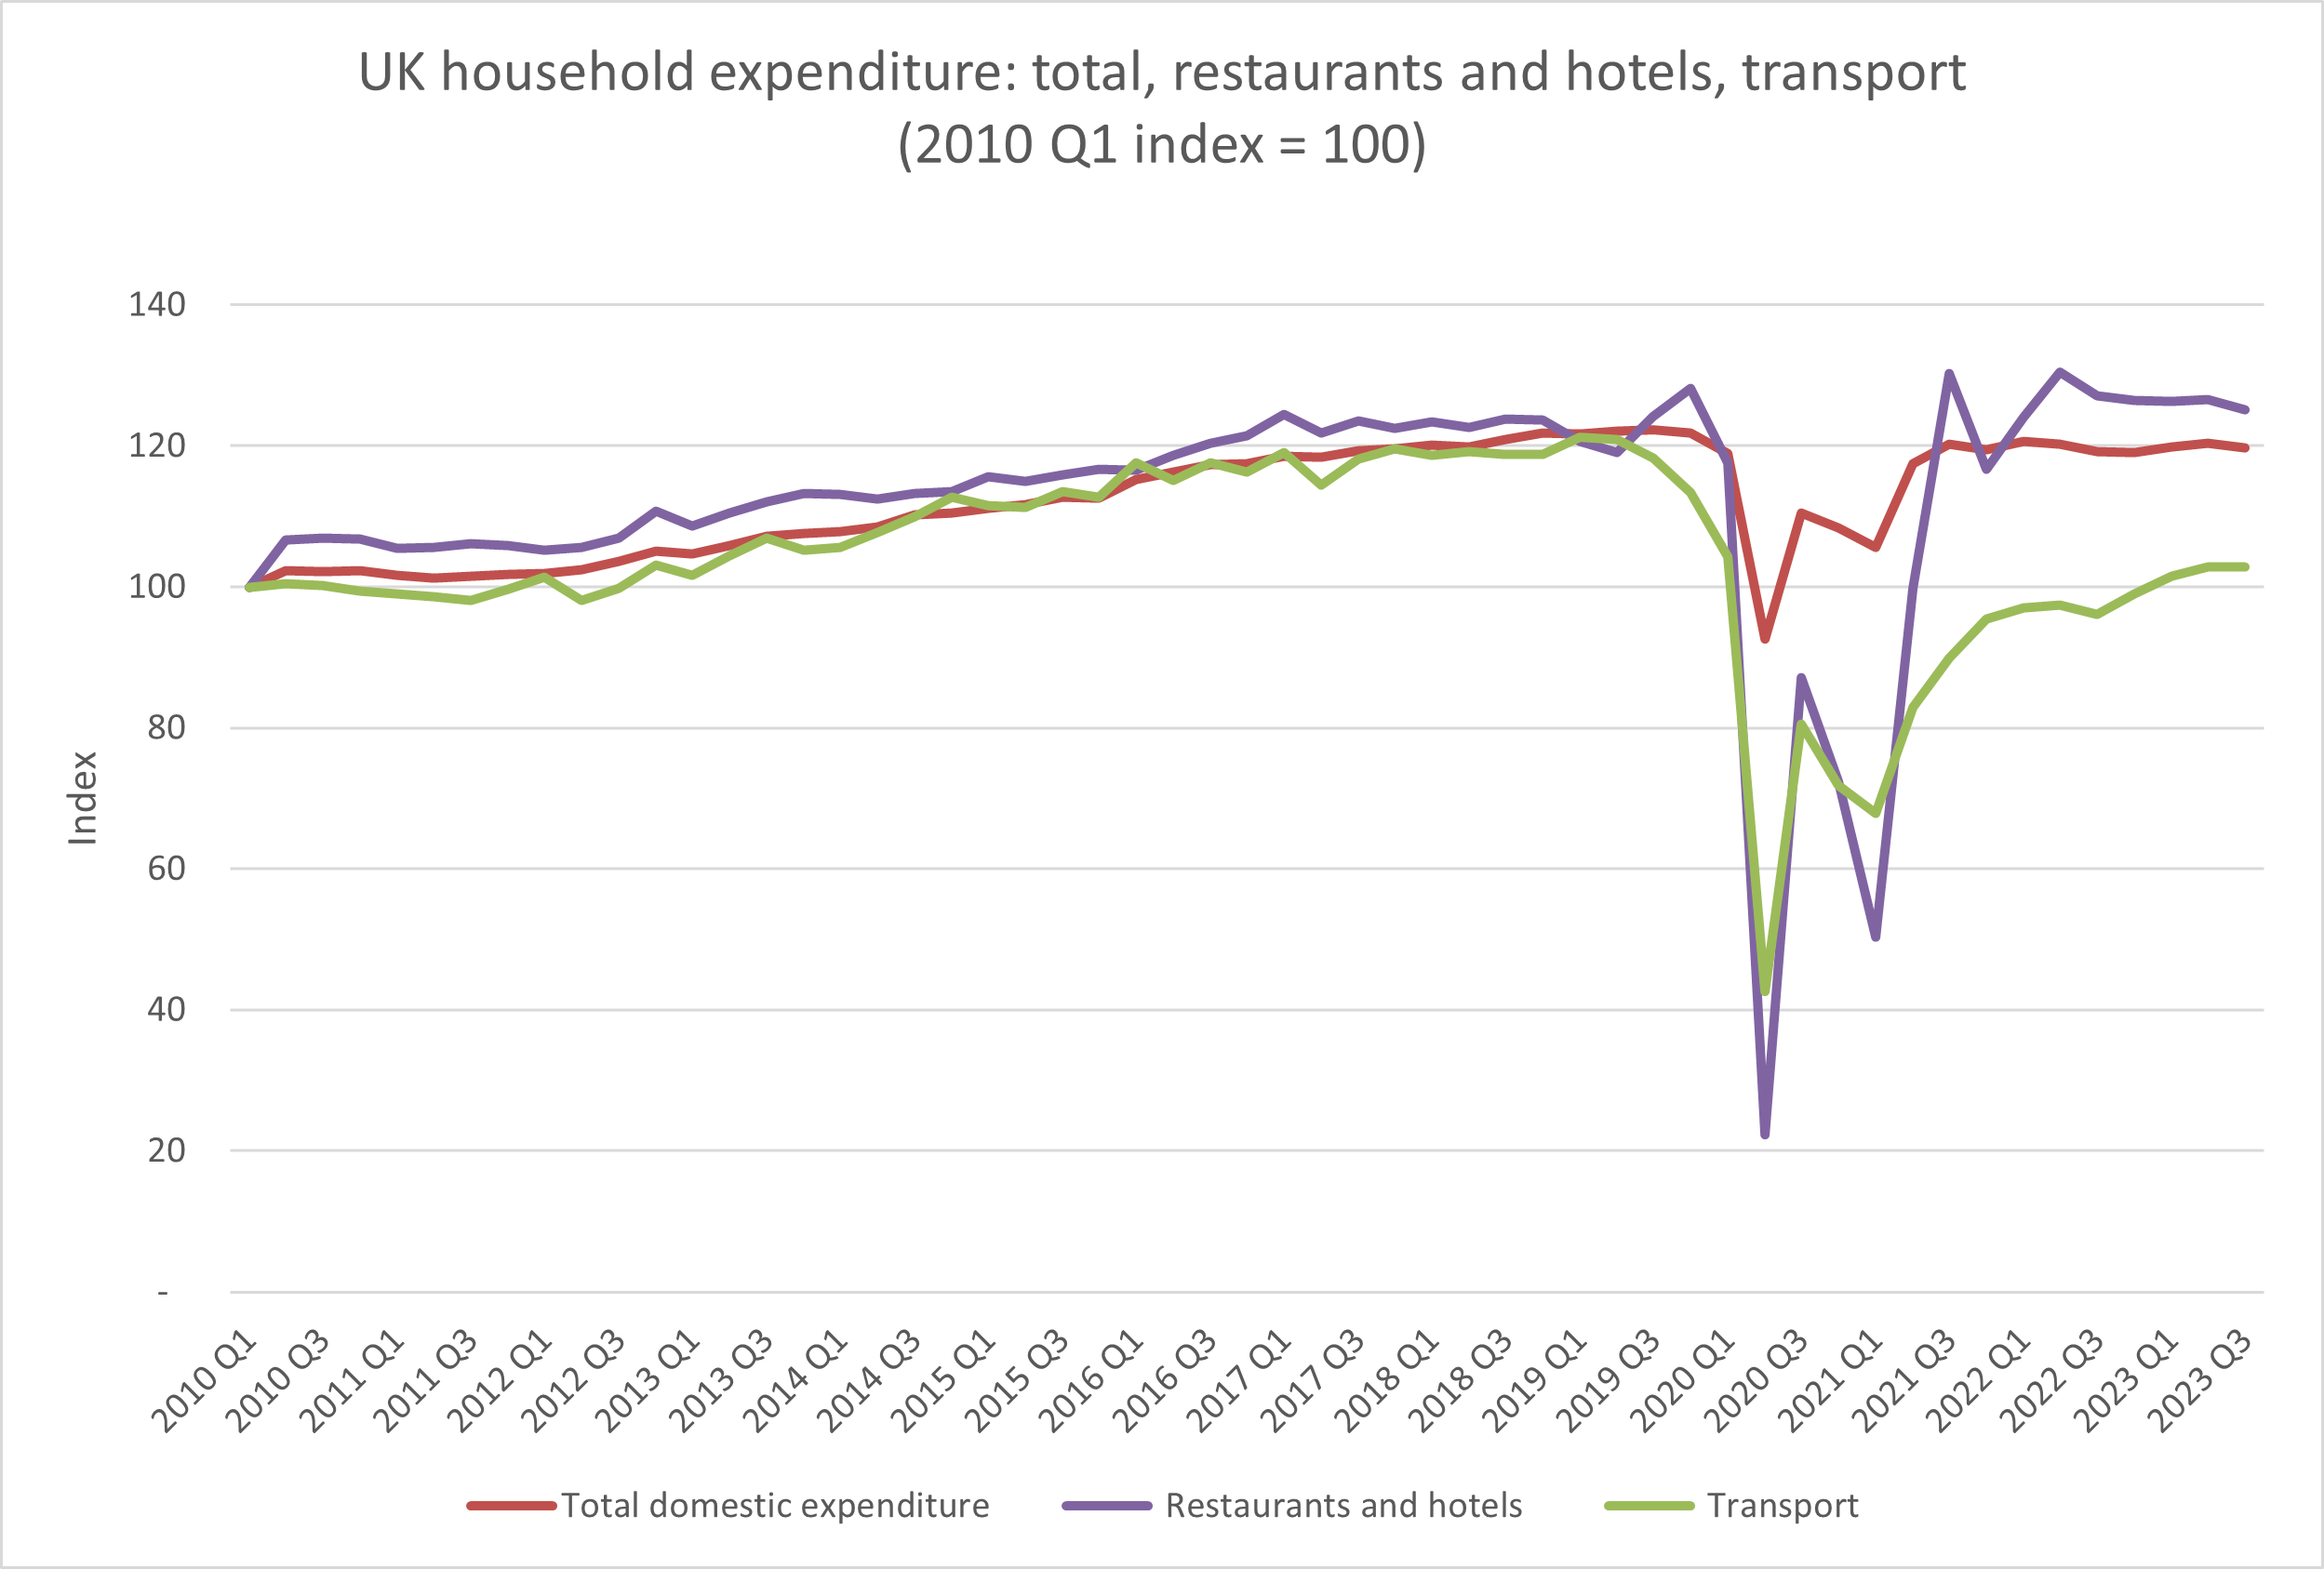 UK household expenditure: total, restaurants and hotels, transport
(2010 Q1 index = 100)
140
120
100
80
60
40
20
-
Index
2010 Q1
2010 Q3
2011 Q1
2011 Q3
2012 Q1
2012 Q3
2013 Q1
2013 Q3
2014 Q1
2014 Q3
2015 Q1
2015 Q3
2016 Q1
2016 Q3
2017 Q1
2017 Q3
2018 Q1
2018 Q3
2019 Q1
2019 Q3
2020 Q1
2020 Q3
2021 Q1
2021 Q3
2022 Q1
2022 Q3
2023 Q1
2023 Q3
Total domestic expenditure
Restaurants and hotels
Transport